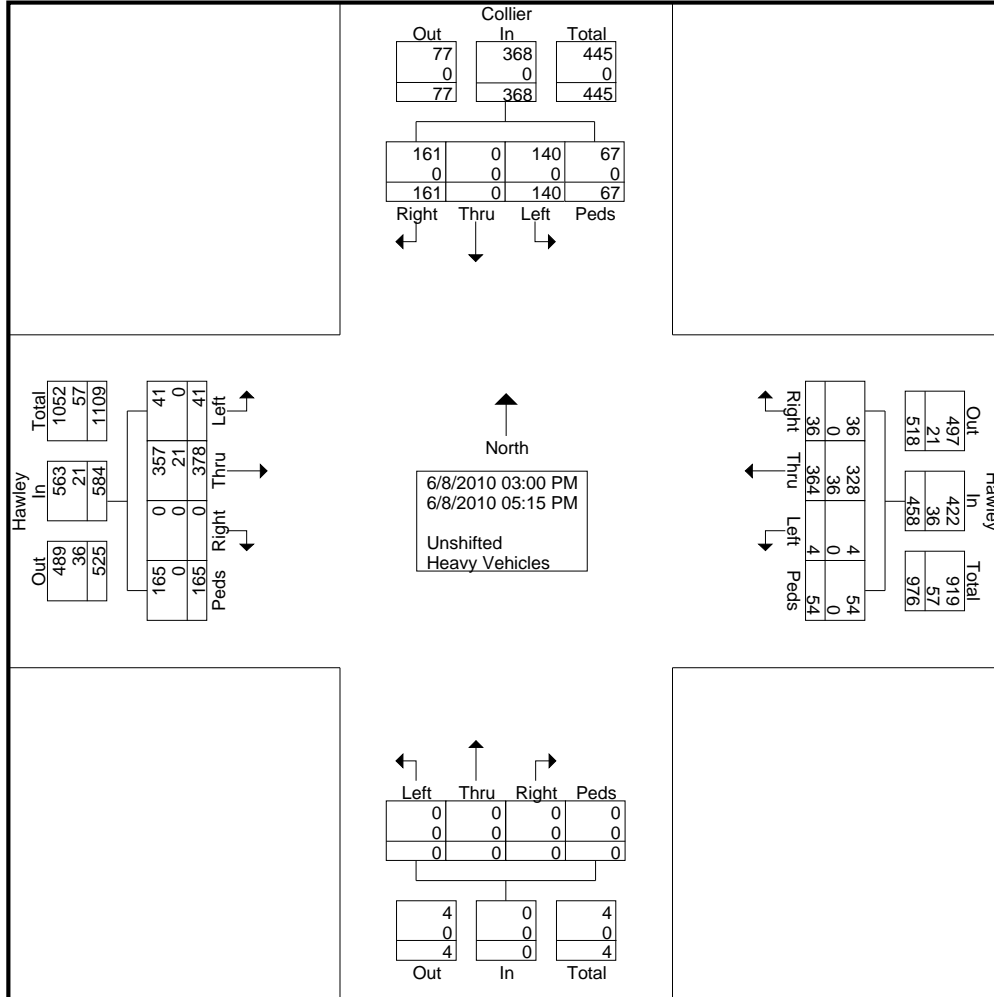 Collier
Out In Total
77 368 445
0 0 0
77 368 445
161 0 140 67
0 0 0 0
161 0 140 67
Right Thru Left Peds
Hawley
Total In Out
1052 563 489
57 21 36
1109 584 525
41 357 0 165
0 21 0 0
41 378 0 165
Left Thru Right Peds
North
6/8/2010 03:00 PM
6/8/2010 05:15 PM
Unshifted
Heavy Vehicles
Hawley
Out In Total
497 422 919
21 36 57
518 458 976
36 328 4 54
0 36 0 0
36 364 4 54
Right Thru Left Peds
Left Thru Right Peds
0 0 0 0
0 0 0 0
0 0 0 0
4 0 4
0 0 0
4 0 4
Out In Total